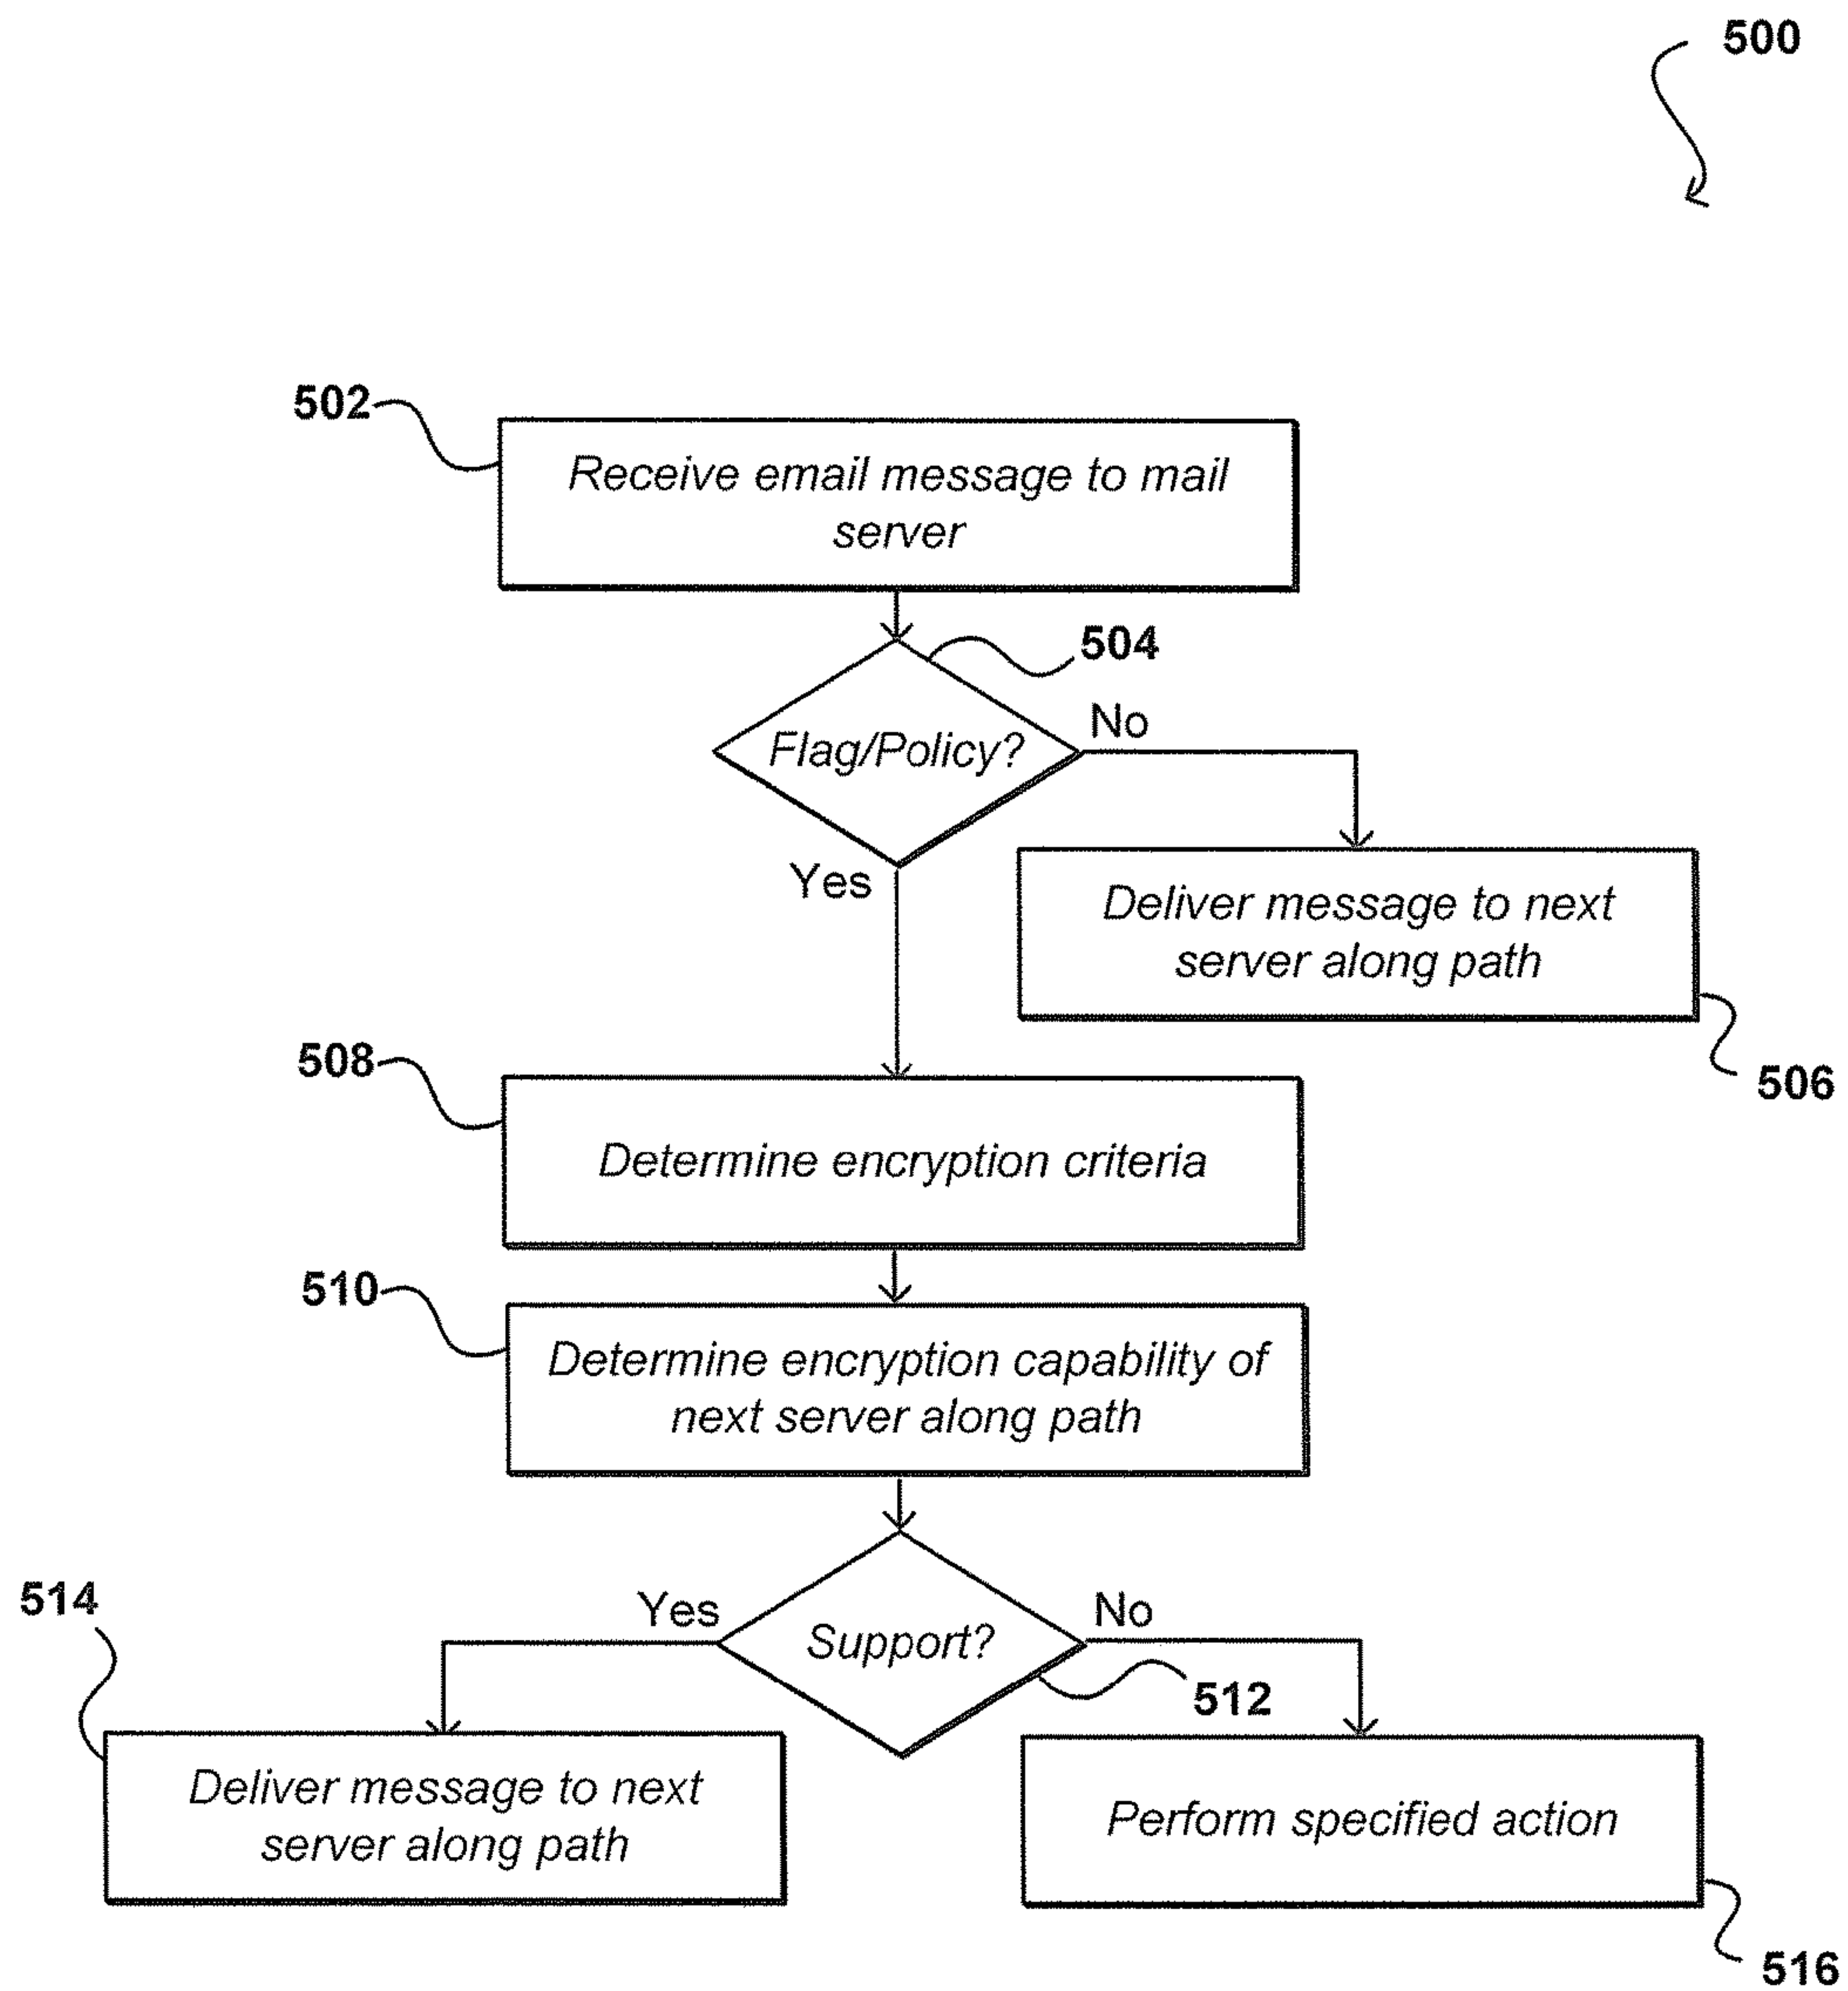 500
502
Receive email message to mail
server
504
Flag/Policy?
No
Yes
Deliver message to next
server along path
506
508
Determine encryption criteria
510
Determine encryption capability of
next server along path
514
Yes
Support?
No
512
Deliver message to next
server along path
Perform specified action
516